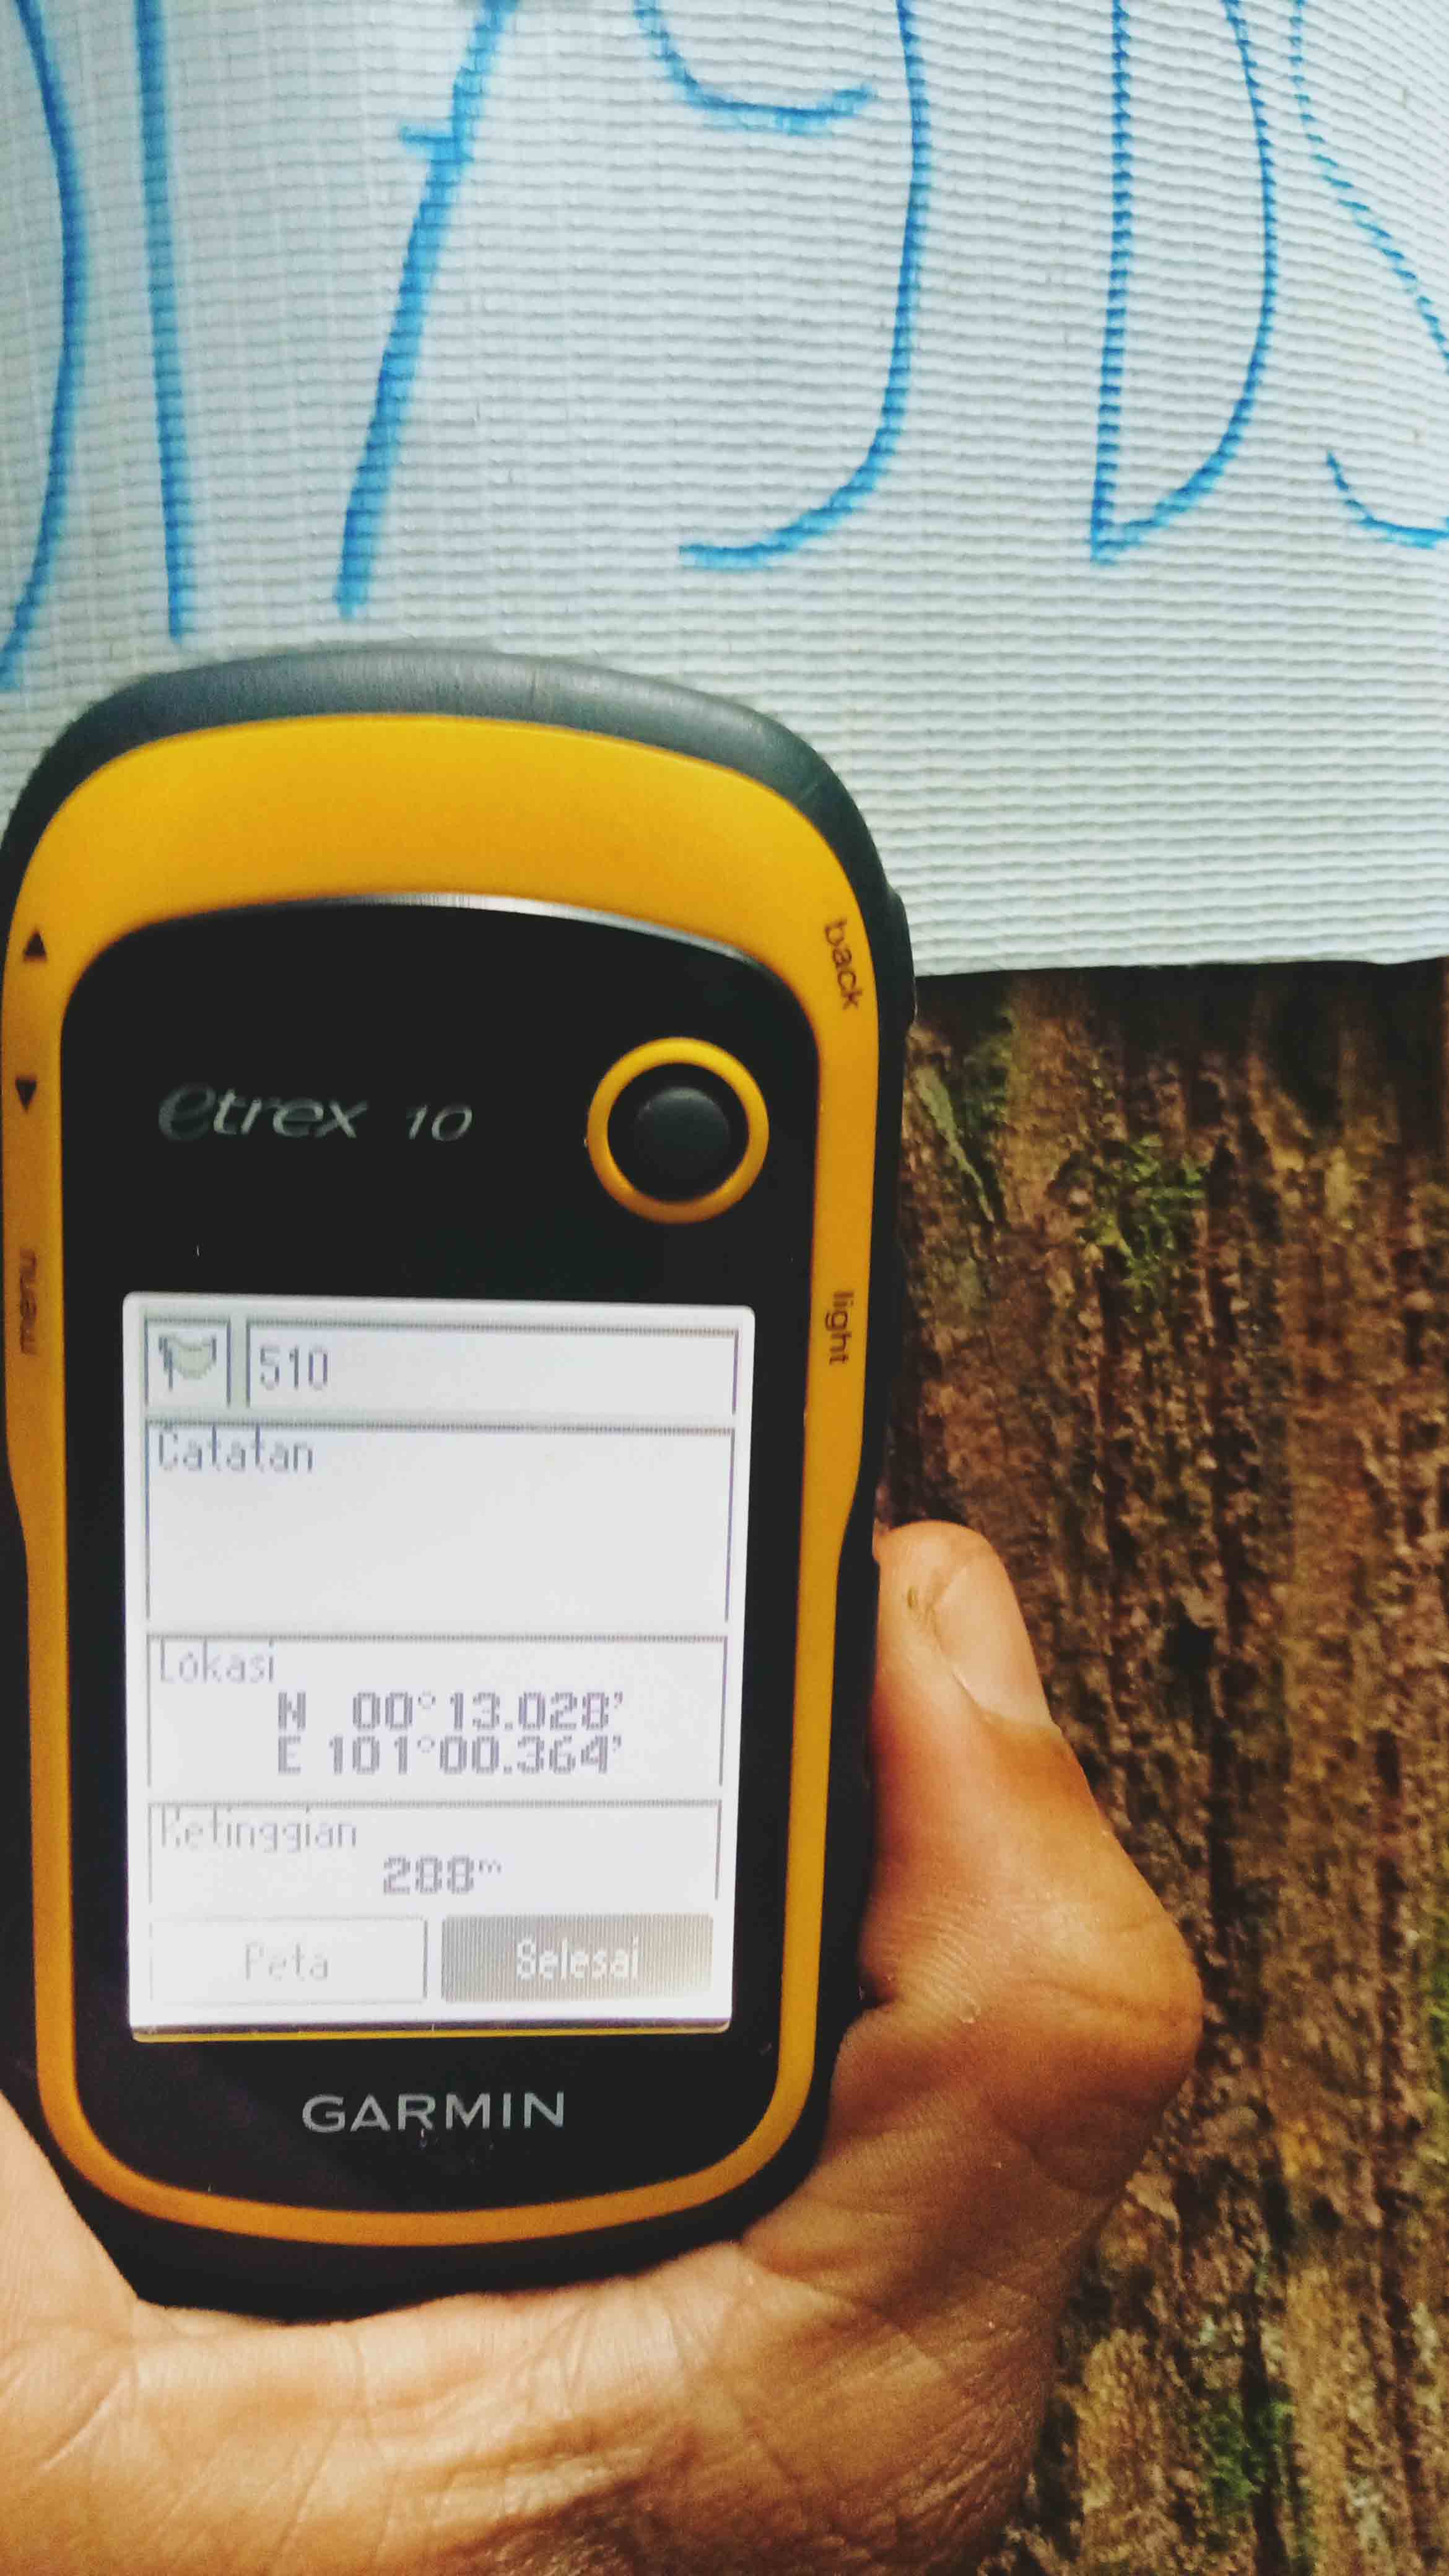 back
etrex 10
menu
light
510
Catatan
Lokasi
N 00°13.028'
E 101°00.364'
Ketinggian
288m
Peta
Selesai
GARMIN